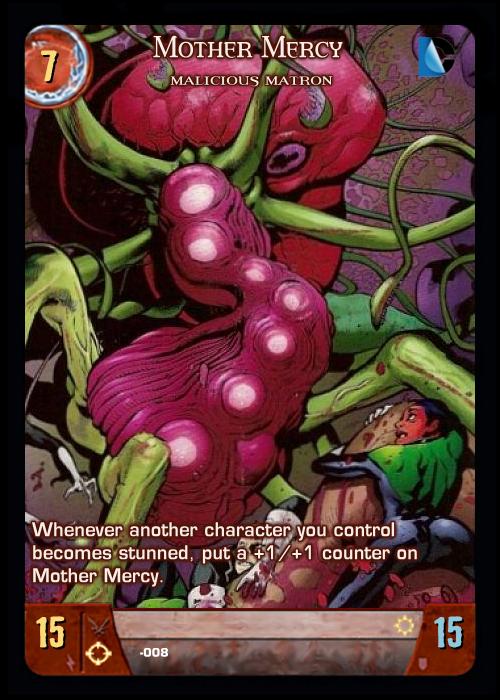 7
Mother Mercy
Malicious Matron
Whenever another character you control
becomes stunned, put a +1/+1 counter on
Mother Mercy.
15
-008
15